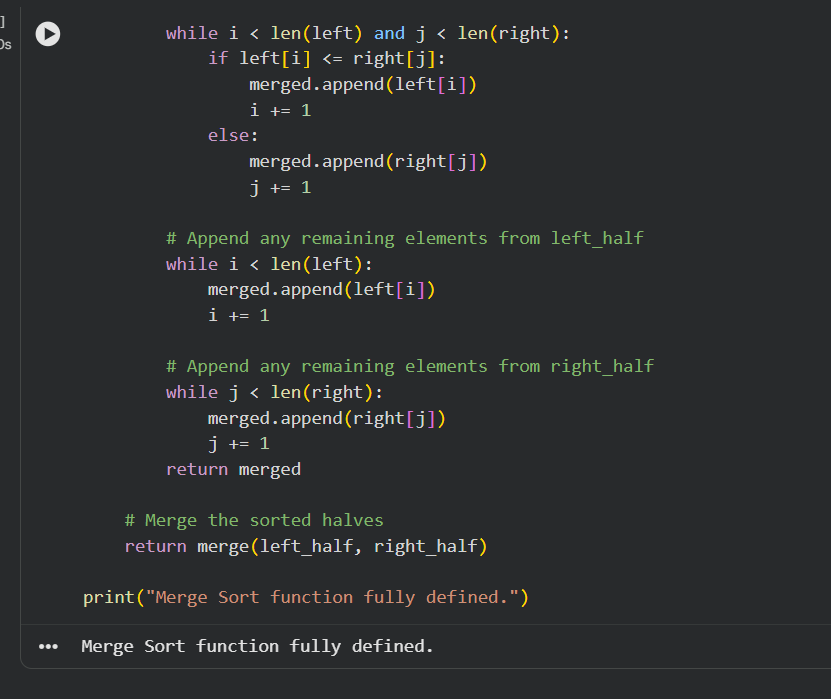 ]
0s
while i < len(left) and j < len(right):
if left[i] <= right[j]:
merged.append(left[i])
i += 1
else:
merged.append(right[j])
j += 1
# Append any remaining elements from left_half
while i < len(left):
merged.append(left[i])
i += 1
# Append any remaining elements from right_half
while j < len(right):
merged.append(right[j])
j += 1
return merged
# Merge the sorted halves
return merge(left_half, right_half)
print("Merge Sort function fully defined.")
••• Merge Sort function fully defined.